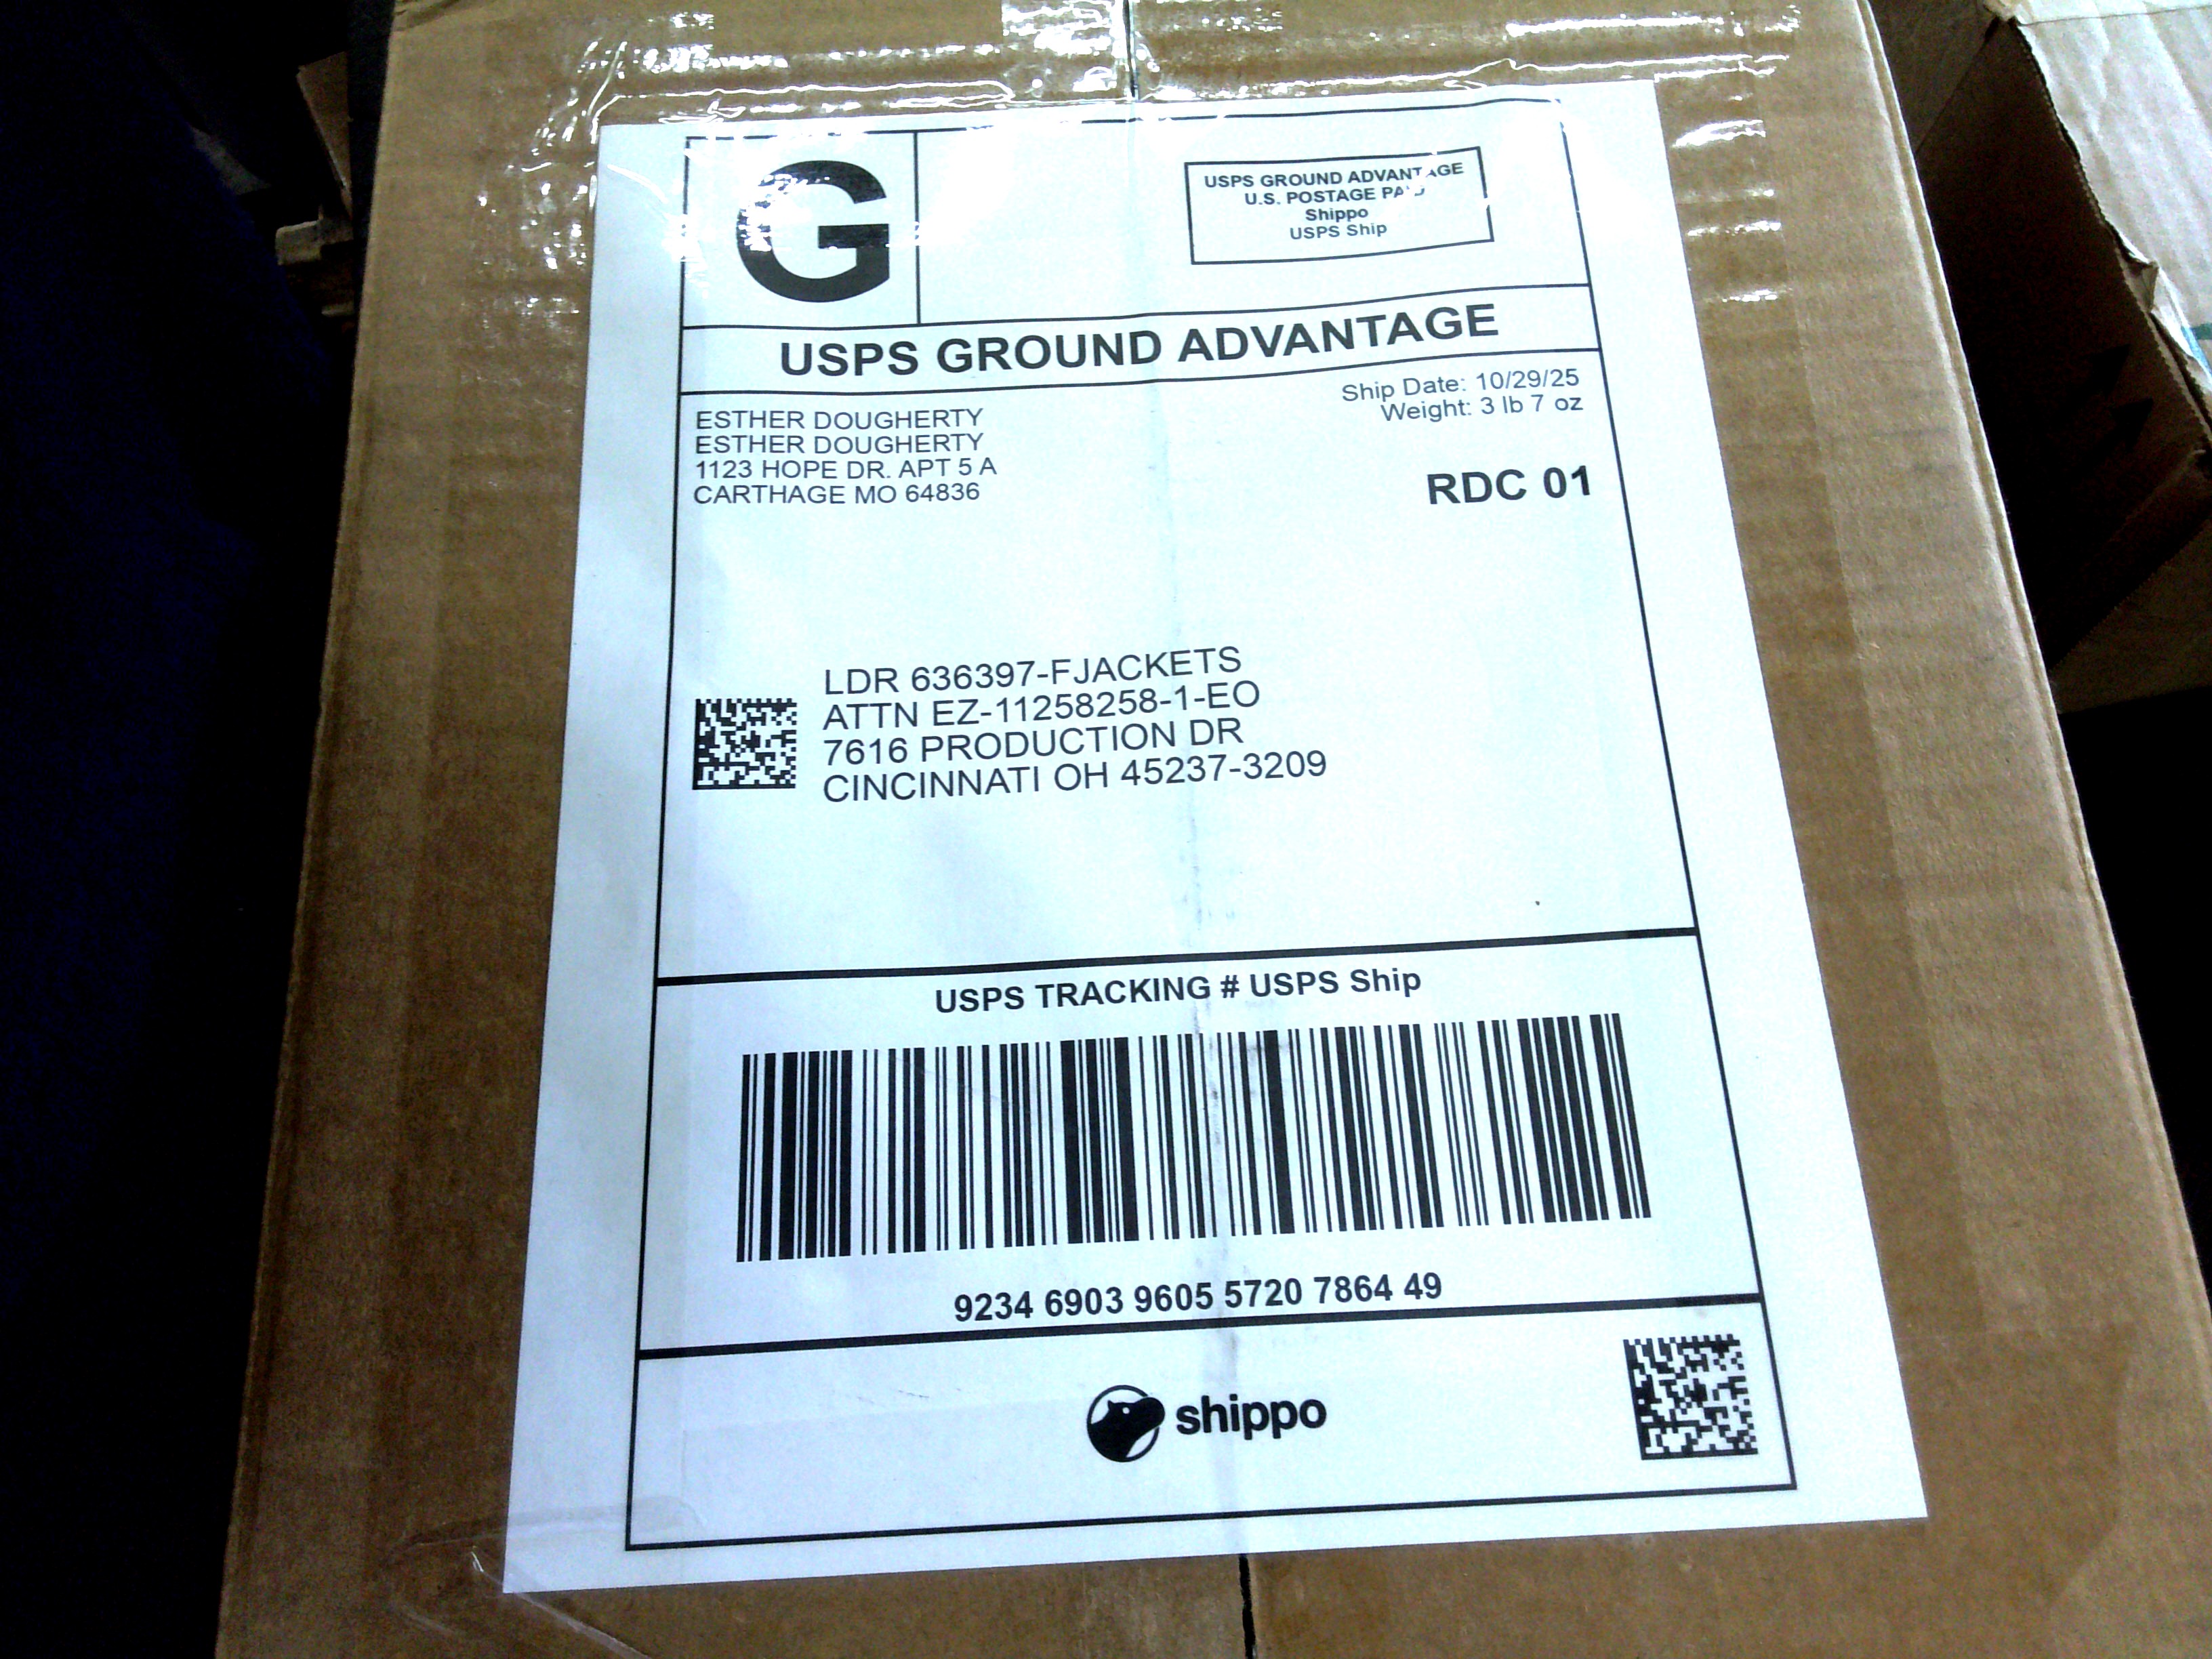 G
USPS GROUND ADVANTAGE
U.S. POSTAGE PAID
Shippo
USPS Ship
USPS GROUND ADVANTAGE
Ship Date: 10/29/25
Weight: 3 lb 7 oz
ESTHER DOUGHERTY
ESTHER DOUGHERTY
1123 HOPE DR. APT 5 A
CARTHAGE MO 64836
RDC 01
LDR 636397-FJACKETS
ATTN EZ-11258258-1-EO
7616 PRODUCTION DR
CINCINNATI OH 45237-3209
USPS TRACKING # USPS Ship
9234 6903 9605 5720 7864 49
shippo